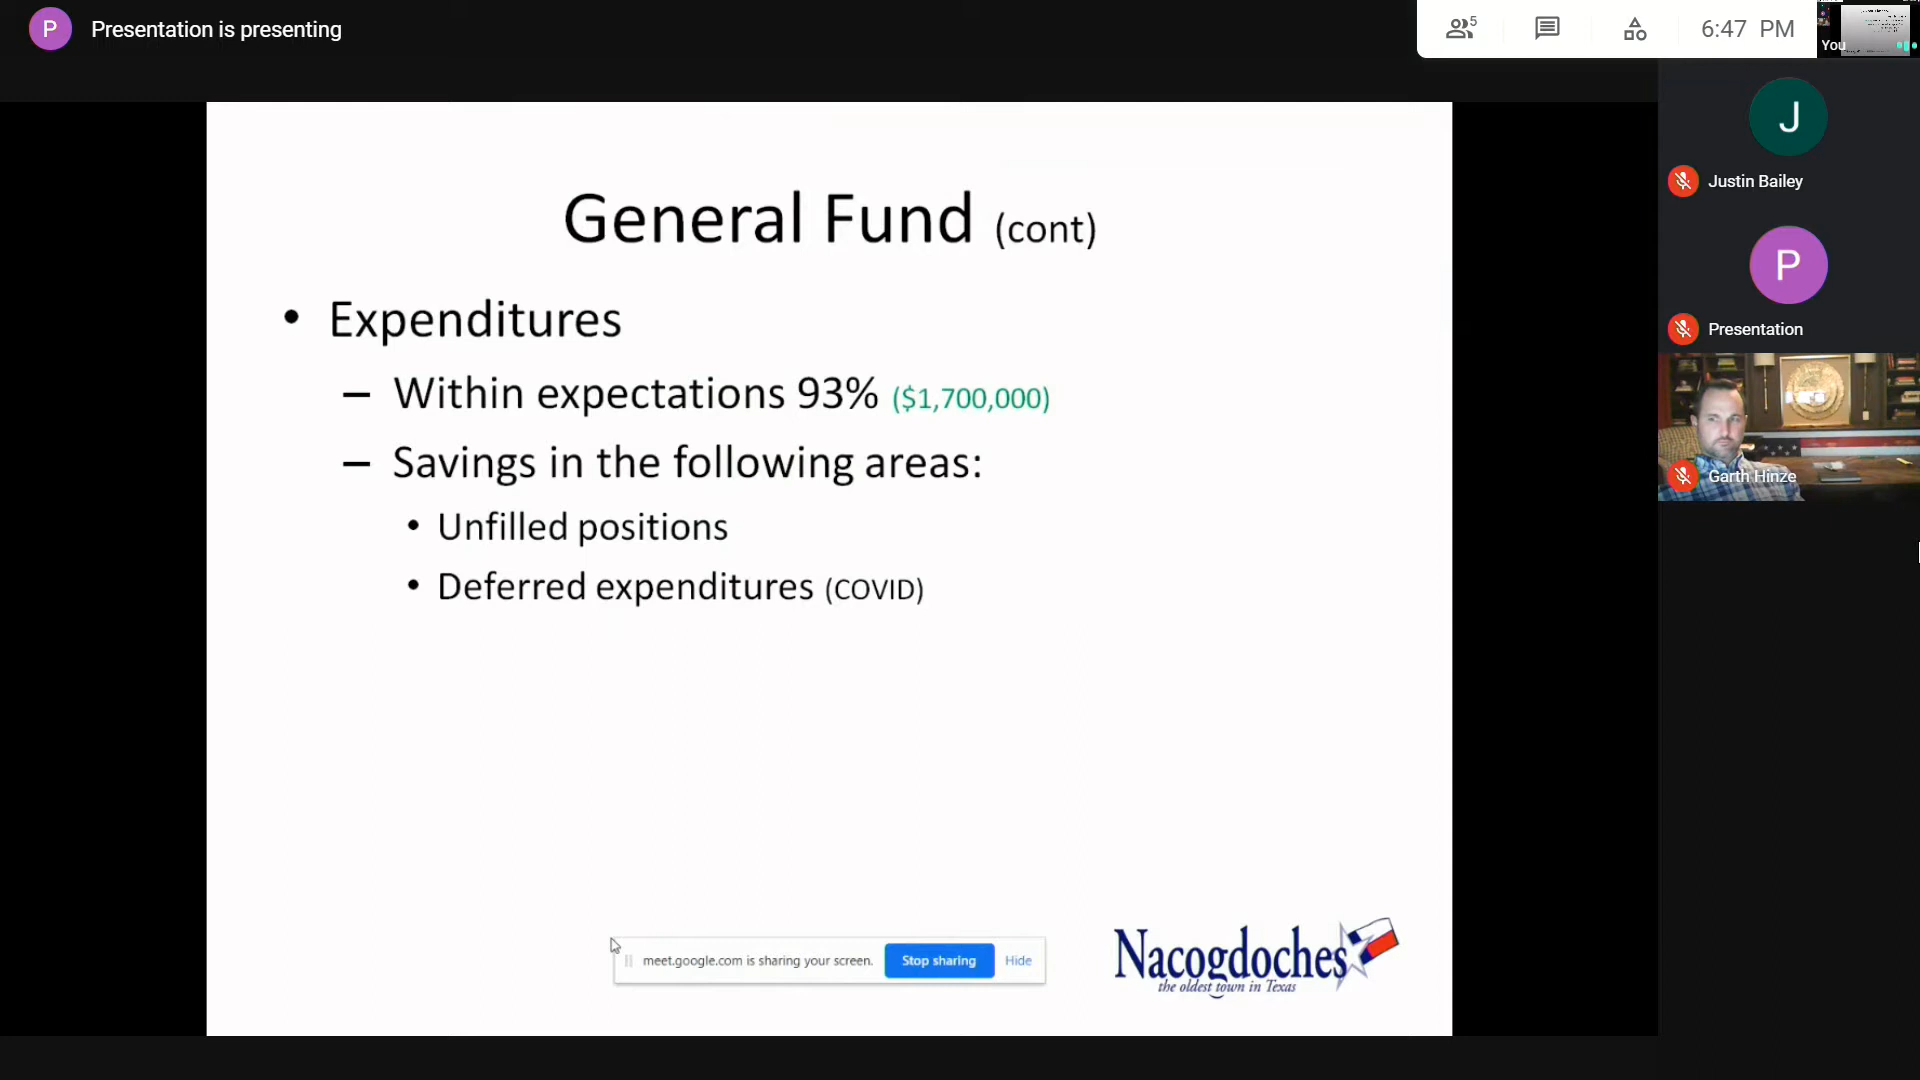 P
Presentation is presenting
5
6:47 PM
You
General Fund (cont)
• Expenditures
– Within expectations 93% ($1,700,000)
– Savings in the following areas:
• Unfilled positions
• Deferred expenditures (COVID)
meet.google.com is sharing your screen.
Stop sharing
Hide
Nacogdoches
the oldest town in Texas
J
Justin Bailey
P
Presentation
Garth Hinze